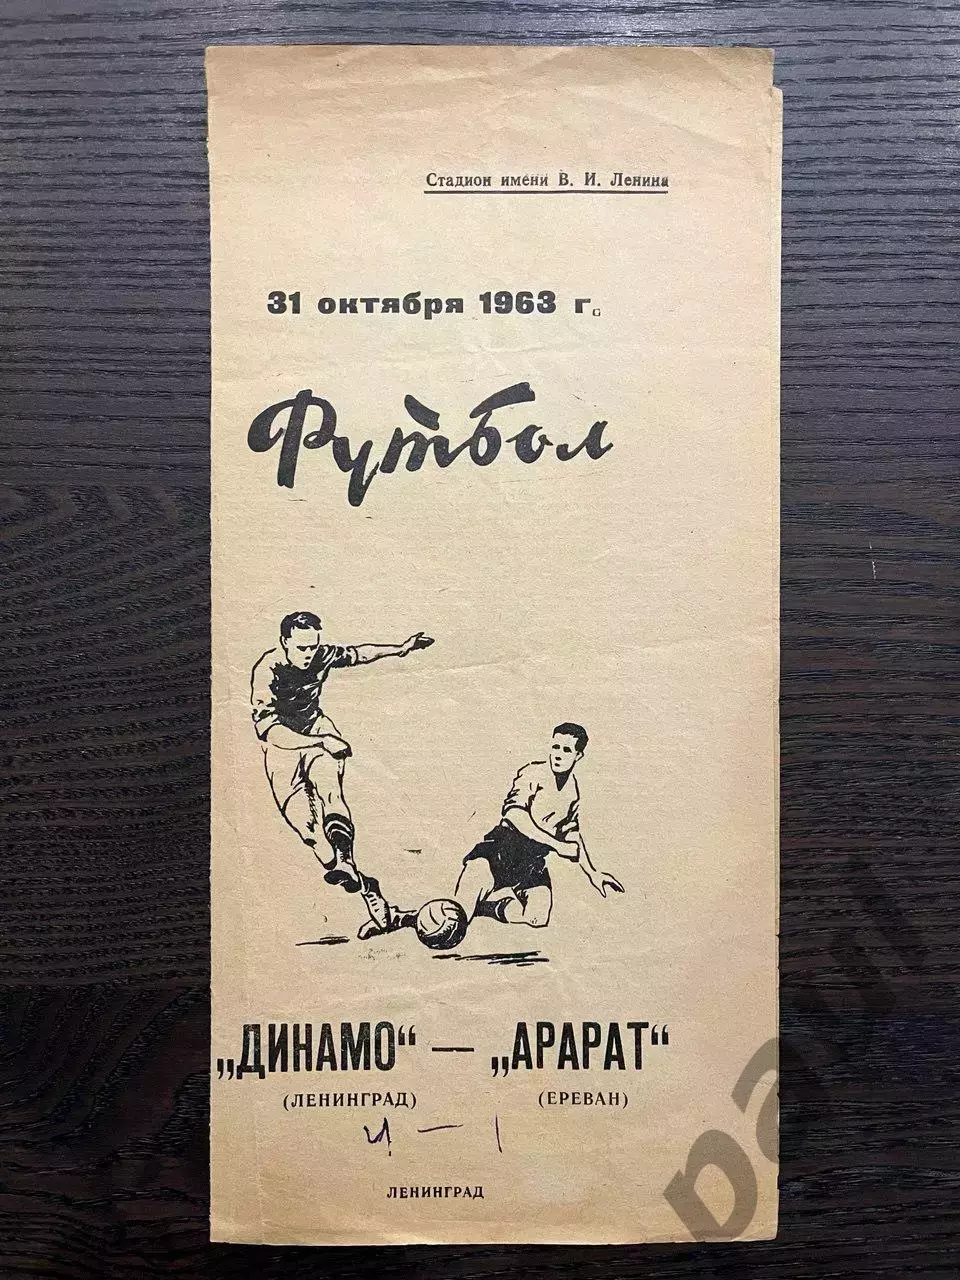 Стадион имени В. И. Ленина
31 октября 1963 г.
Футбол
„ДИНАМО“ — „АРАРАТ“
(ЛЕНИНГРАД) (ЕРЕВАН)
4 — 1
ЛЕНИНГРАД